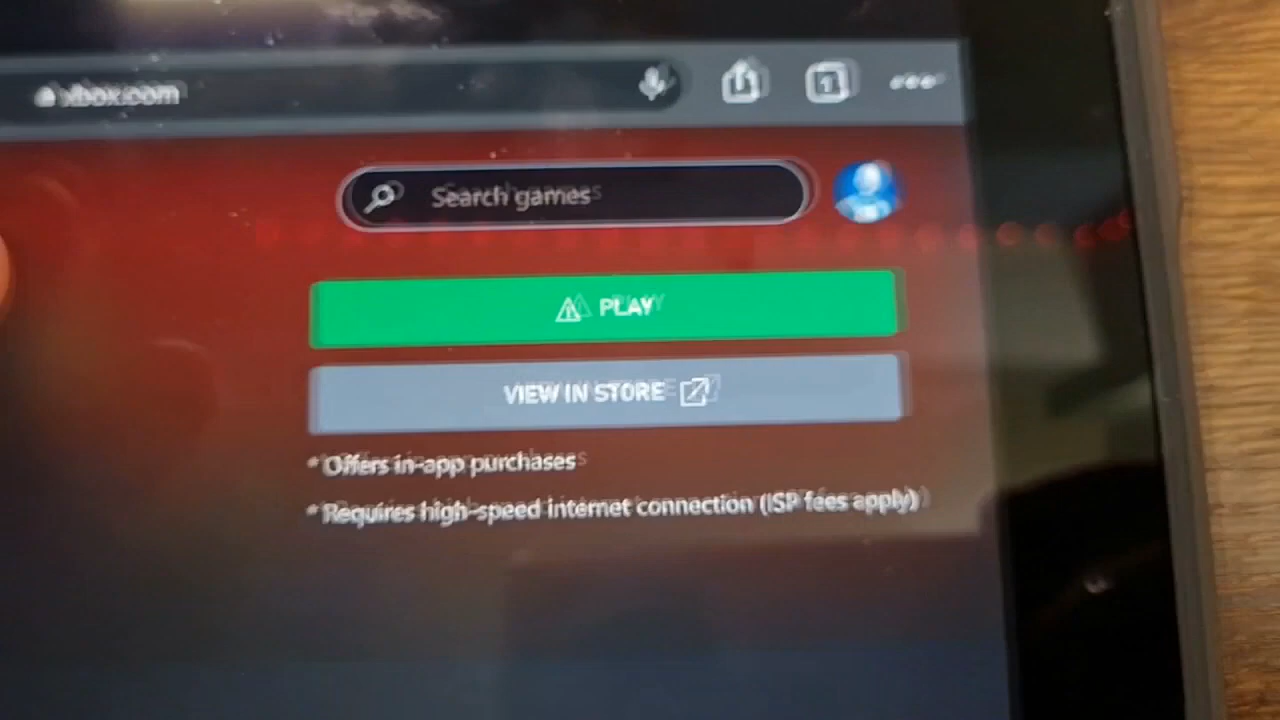 xbox.com
1
Search games
PLAY
VIEW IN STORE
* Offers in-app purchases
* Requires high-speed internet connection (ISP fees apply)